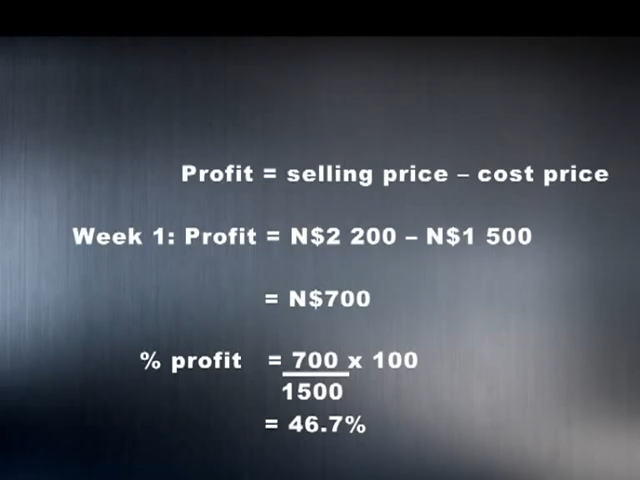 Profit = selling price – cost price
Week 1: Profit = N$2 200 – N$1 500
= N$700
% profit = 700 x 100
1500
= 46.7%